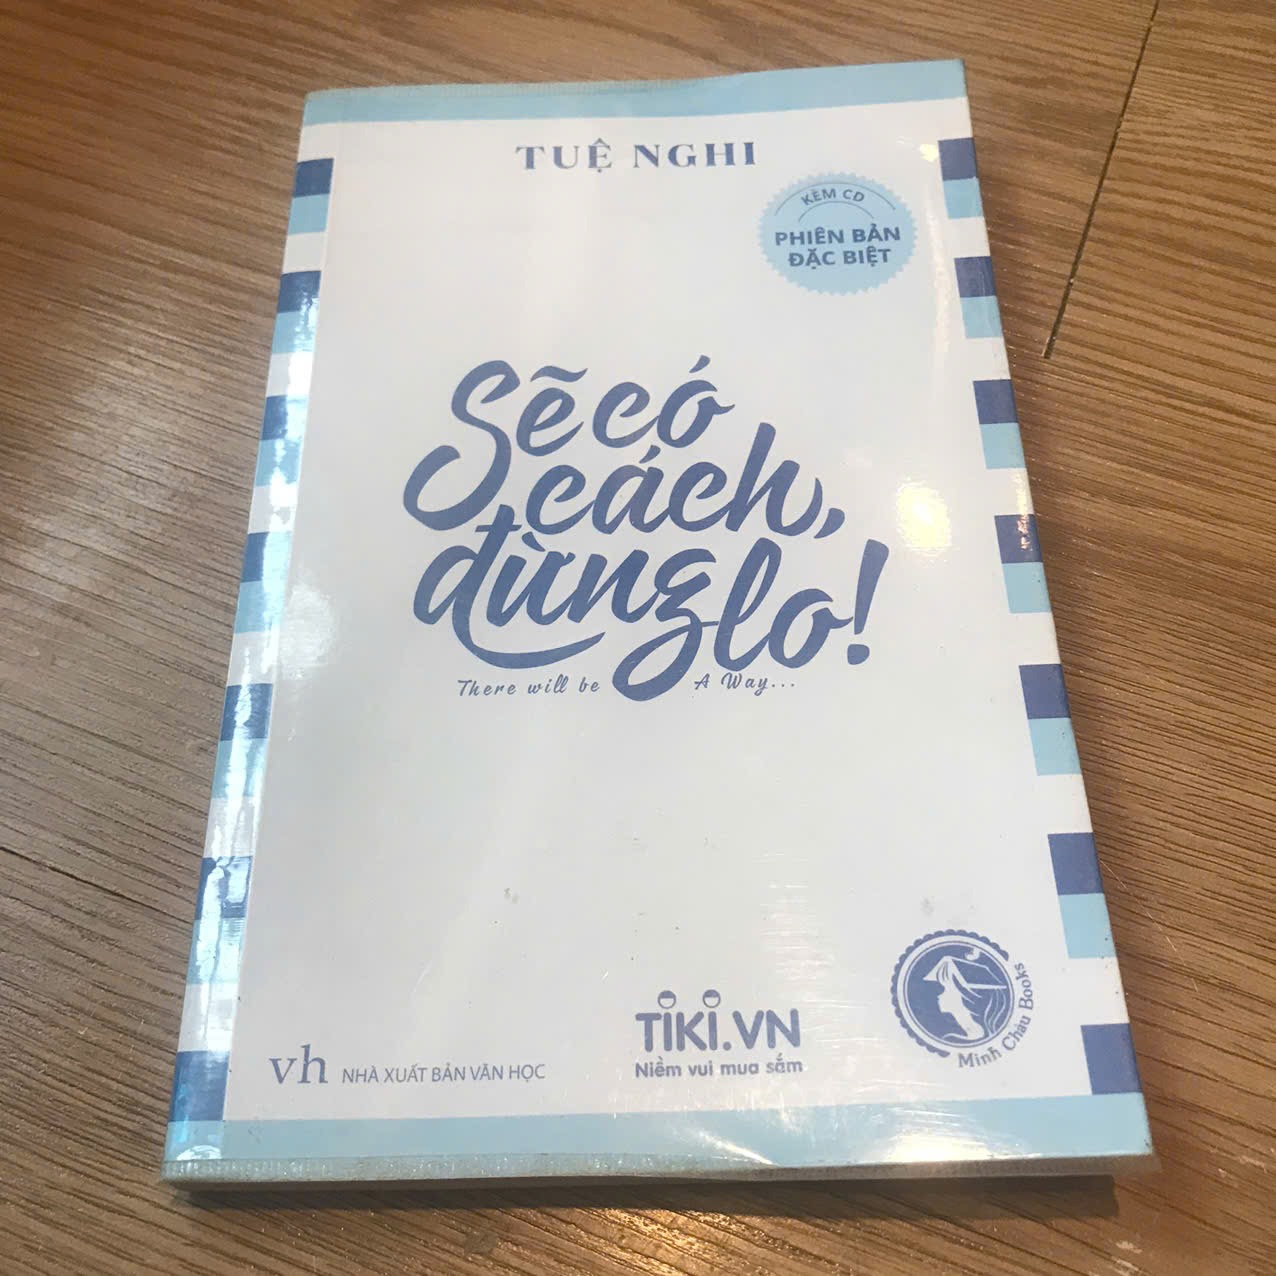 TUỆ NGHI
KÈM CD
PHIÊN BẢN
ĐẶC BIỆT
Sẽ có
cách,
đừng lo!
There will be A Way...
TIKI.VN
Niềm vui mua sắm
vh NHÀ XUẤT BẢN VĂN HỌC
Minh Châu Books